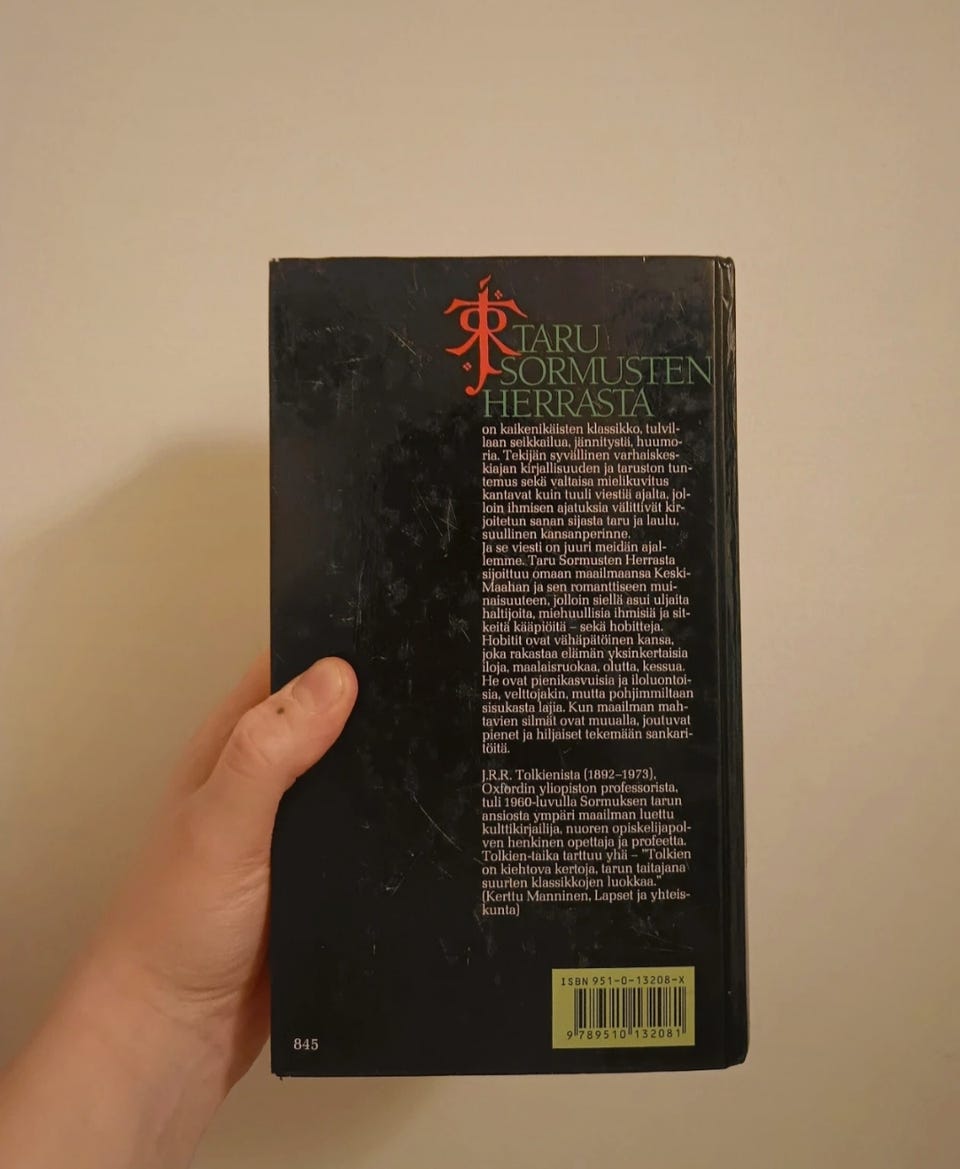 TARU
SORMUSTEN
HERRASTA
on kaikenikäisten klassikko, tulvil-
laan seikkailua, jännitystä, huumo-
ria. Tekijän syvällinen varhaiskes-
kiajan kirjallisuuden ja taruston tun-
temus sekä valtaisa mielikuvitus
kantavat kuin tuuli viestiä ajalta, jol-
loin ihmisen ajatuksia välittivät kir-
joitetun sanan sijasta taru ja laulu,
suullinen kansanperinne.
Ja se viesti on juuri meidän ajal-
lemme. Taru Sormusten Herrasta
sijoittuu omaan maailmaansa Keski-
Maahan ja sen romanttiseen mui-
naisuuteen, jolloin siellä asui uljaita
haltijoita, miehuullisia ihmisiä ja sit-
keitä kääpiöitä – sekä hobitteja.
Hobitit ovat vähäpätöinen kansa,
joka rakastaa elämän yksinkertaisia
iloja, maalaisruokaa, olutta, kessua.
He ovat pienikasvuisia ja iloluontoi-
sia, velttojakin, mutta pohjimmiltaan
sisukasta lajia. Kun maailman mah-
tavien silmät ovat muualla, joutuvat
pienet ja hiljaiset tekemään sankari-
töitä.
J.R.R. Tolkienista (1892–1973),
Oxfordin yliopiston professorista,
tuli 1960-luvulla Sormuksen tarun
ansiosta ympäri maailman luettu
kulttikirjailija, nuoren opiskelijapol-
ven henkinen opettaja ja profeetta.
Tolkien-taika tarttuu yhä – "Tolkien
on kiehtova kertoja, tarun taitajana
suurten klassikkojen luokkaa."
(Kerttu Manninen, Lapset ja yhteis-
kunta)
ISBN 951-0-13208-X
9 789510 132081
845